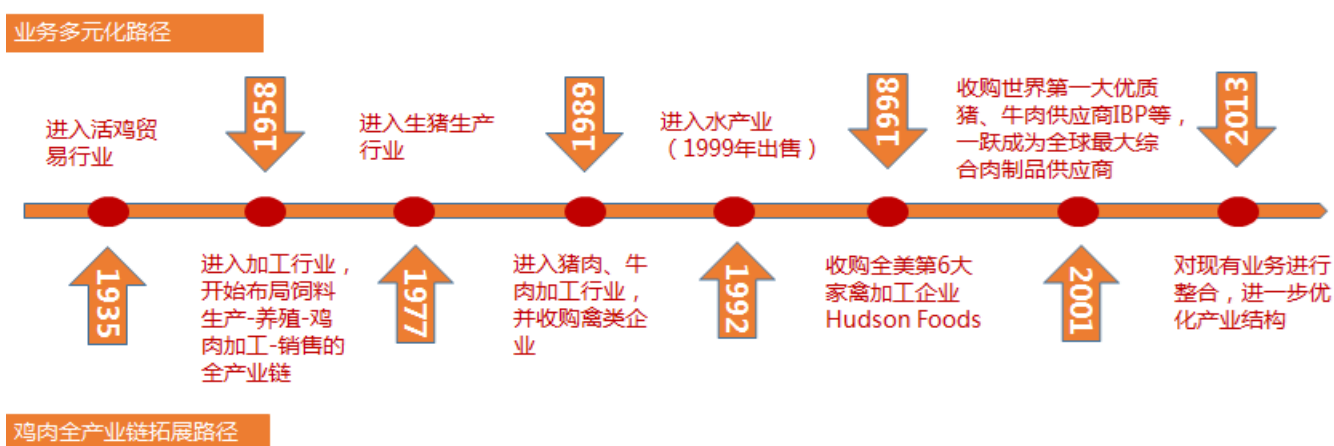 业务多元化路径
进入活鸡贸
易行业
1958
进入生猪生产
行业
1989
进入水产业
（1999年出售）
1998
收购世界第一大优质
猪、牛肉供应商IBP等，
一跃成为全球最大综
合肉制品供应商
2013
1935
进入加工行业，
开始布局饲料
生产-养殖-鸡
肉加工-销售的
全产业链
1977
进入猪肉、牛
肉加工行业，
并收购禽类企
业
1992
收购全美第6大
家禽加工企业
Hudson Foods
2001
对现有业务进行
整合，进一步优
化产业结构
鸡肉全产业链拓展路径